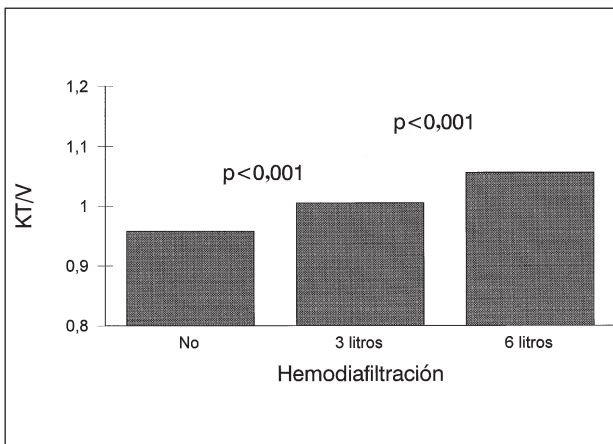 1,2
p<0,001
1,1
p<0,001
KT/V
1
0,9
0,8
No
3 litros
6 litros
Hemodiafiltración